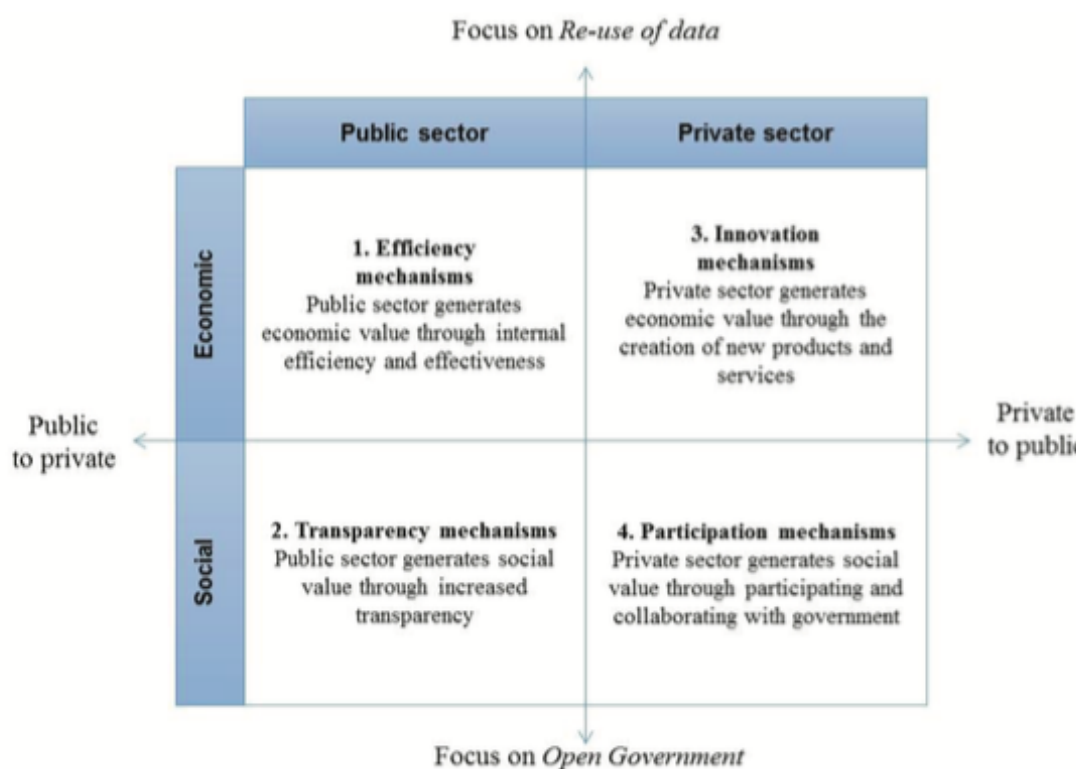 Focus on Re-use of data
Public sector
Private sector
Economic
1. Efficiency
mechanisms
Public sector generates
economic value through internal
efficiency and effectiveness
3. Innovation
mechanisms
Private sector generates
economic value through the
creation of new products and
services
Public
to private
Private
to public
Social
2. Transparency mechanisms
Public sector generates social
value through increased
transparency
4. Participation mechanisms
Private sector generates social
value through participating and
collaborating with government
Focus on Open Government